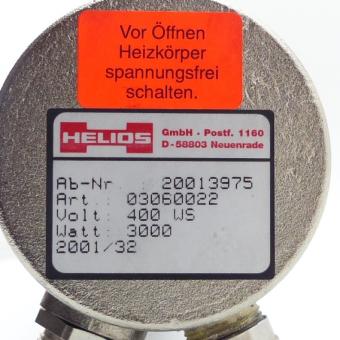 Vor Öffnen
Heizkörper
spannungsfrei
schalten.
HELIOS
GmbH · Postf. 1160
D-58803 Neuenrade
Ab-Nr.: 20013975
Art.: 03060022
Volt: 400 WS
Watt: 3000
2001/32